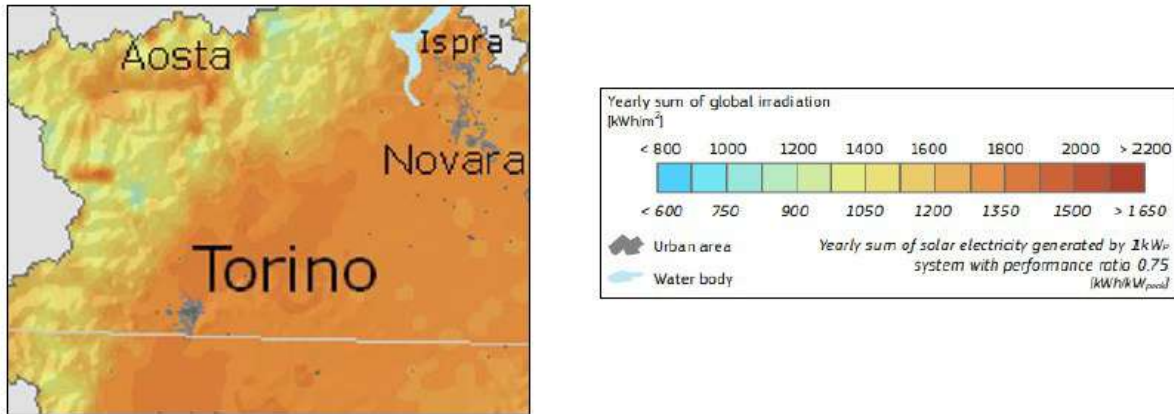 Aosta
Ispra
Novara
Torino
Yearly sum of global irradiation
[kWh/m²]
< 800 1000 1200 1400 1600 1800 2000 > 2200
< 600 750 900 1050 1200 1350 1500 > 1650
Urban area
Yearly sum of solar electricity generated by 1kWₚ
system with performance ratio 0.75
Water body
[kWh/kWpeak]